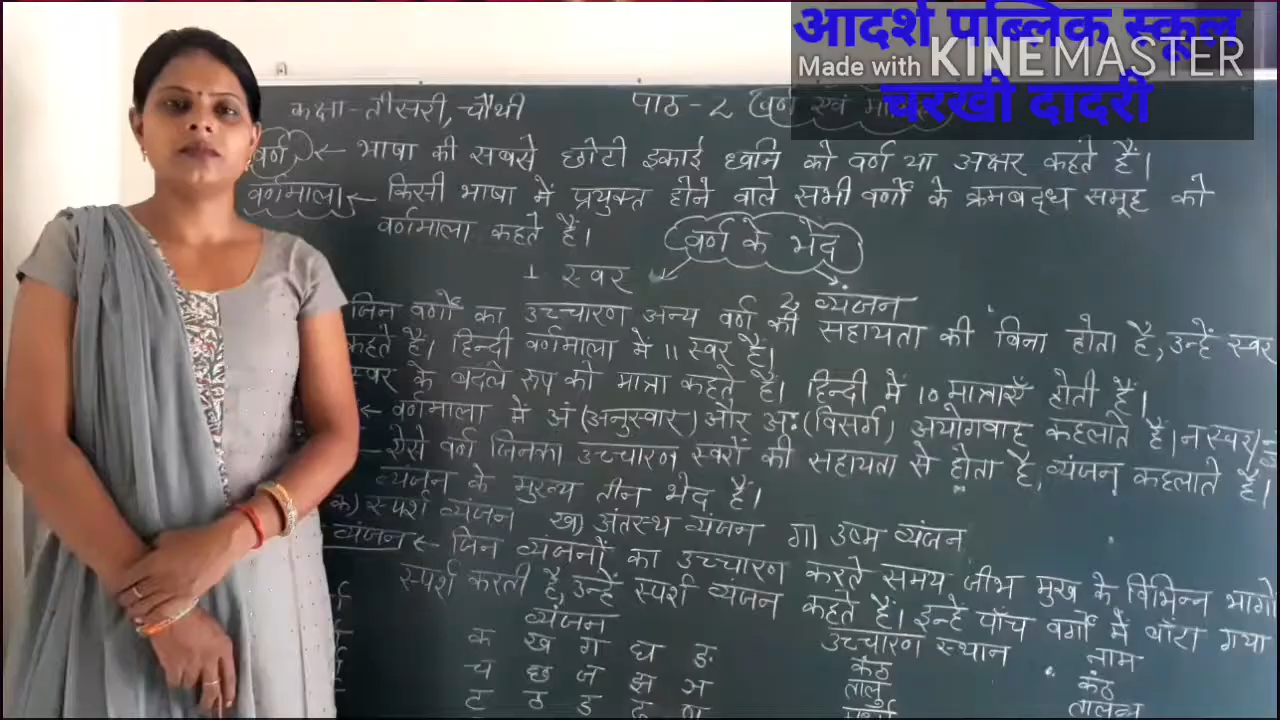 आदर्श पब्लिक स्कूल
Made with KINEMASTER
चरखी दादरी
कक्षा-तीसरी, चौथी पाठ-2
वर्ण ← भाषा की सबसे छोटी इकाई ध्वनि को वर्ण या अक्षर कहते हैं।
वर्णमाला ← किसी भाषा में प्रयुक्त होने वाले सभी वर्णों के क्रमबद्ध समूह को
वर्णमाला कहते हैं।
वर्ण के भेद
1 स्वर
2, व्यंजन
जिन वर्णों का उच्चारण अन्य वर्ण की सहायता की बिना होता है, उन्हें स्वर
कहते हैं। हिन्दी वर्णमाला में 11 स्वर हैं।
स्वर के बदले रुप को मात्रा कहते हैं। हिन्दी में 10 मात्राएँ होती हैं।
← वर्णमाला में अं (अनुस्वार) और अः (विसर्ग) अयोगवाह कहलाते हैं। न स्वर
ऐसे वर्ण जिनका उच्चारण स्वरों की सहायता से होता है, व्यंजन कहलाते हैं।
व्यंजन के मुख्य तीन भेद हैं।
क) स्पर्श व्यंजन ख) अंतस्थ व्यंजन ग) उष्म व्यंजन
व्यंजन ← जिन व्यंजनों का उच्चारण करते समय जीभ मुख के विभिन्न भागो
स्पर्श करती है, उन्हें स्पर्श व्यंजन कहते हैं। इन्हे पाँच वर्गों में बाँटा गया
व्यंजन उच्चारण स्थान नाम
क ख ग घ ङ कंठ कंठ
च छ ज झ ञ तालु तालव्य
ट ठ ड ढ ण मूर्धा